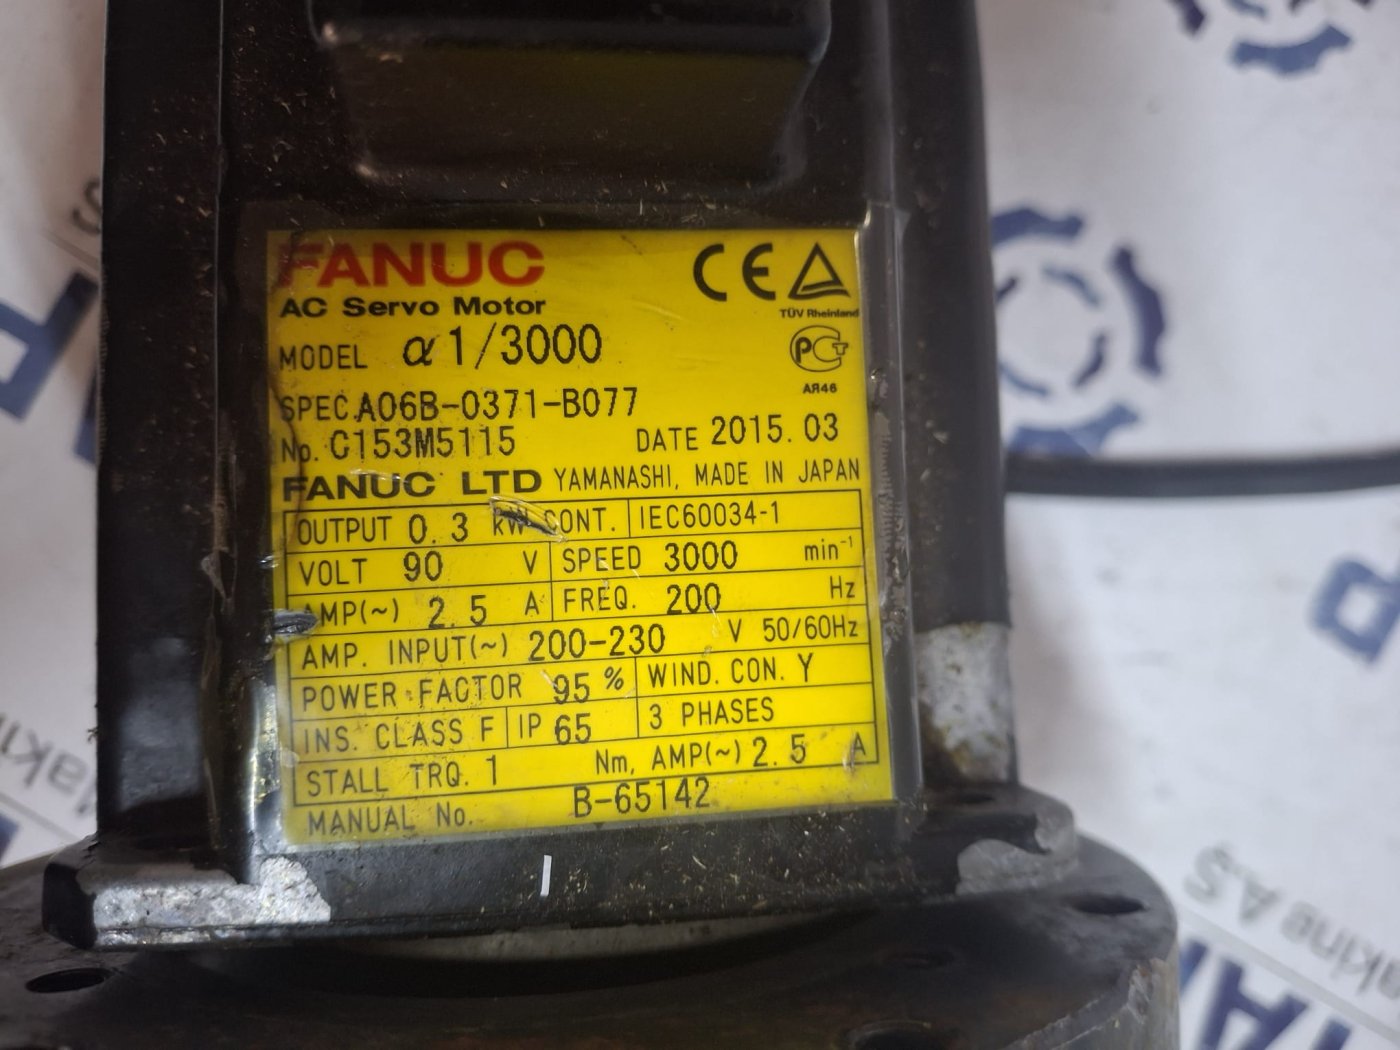 FANUC
AC Servo Motor
TÜV Rheinland
MODEL α1/3000
PCT
АЯ46
SPEC.A06B-0371-B077
No. C153M5115 DATE 2015.03
FANUC LTD YAMANASHI, MADE IN JAPAN
OUTPUT 0.3 kW CONT. IEC60034-1
VOLT 90 V SPEED 3000 min⁻¹
AMP(~) 2.5 A FREQ. 200 Hz
AMP. INPUT(~) 200-230 V 50/60Hz
POWER FACTOR 95 % WIND. CON. Y
INS. CLASS F IP 65 3 PHASES
STALL TRQ. 1 Nm, AMP(~) 2.5 A
MANUAL No. B-65142
akine A.Ş